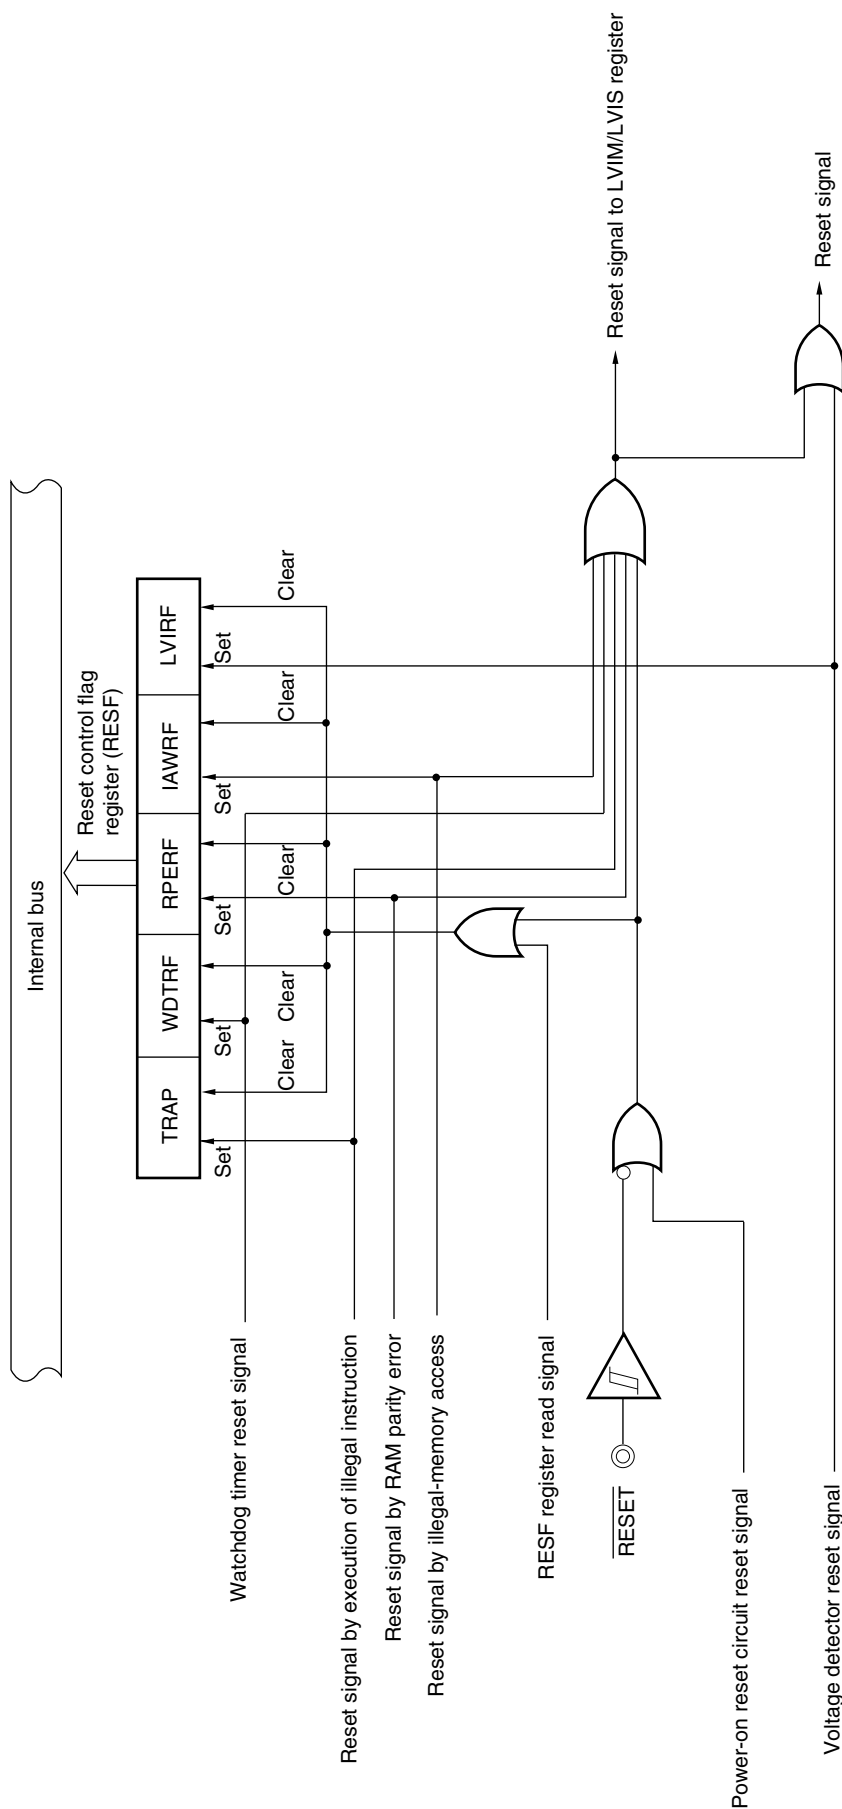 Internal bus
Reset control flag
register (RESF)
TRAP
WDTRF
RPERF
IAWRF
LVIRF
Set
Set
Set
Set
Set
Clear
Clear
Clear
Clear
Clear
Watchdog timer reset signal
Reset signal by execution of illegal instruction
Reset signal by RAM parity error
Reset signal by illegal-memory access
RESF register read signal
RESET
Power-on reset circuit reset signal
Voltage detector reset signal
Reset signal to LVIM/LVIS register
Reset signal